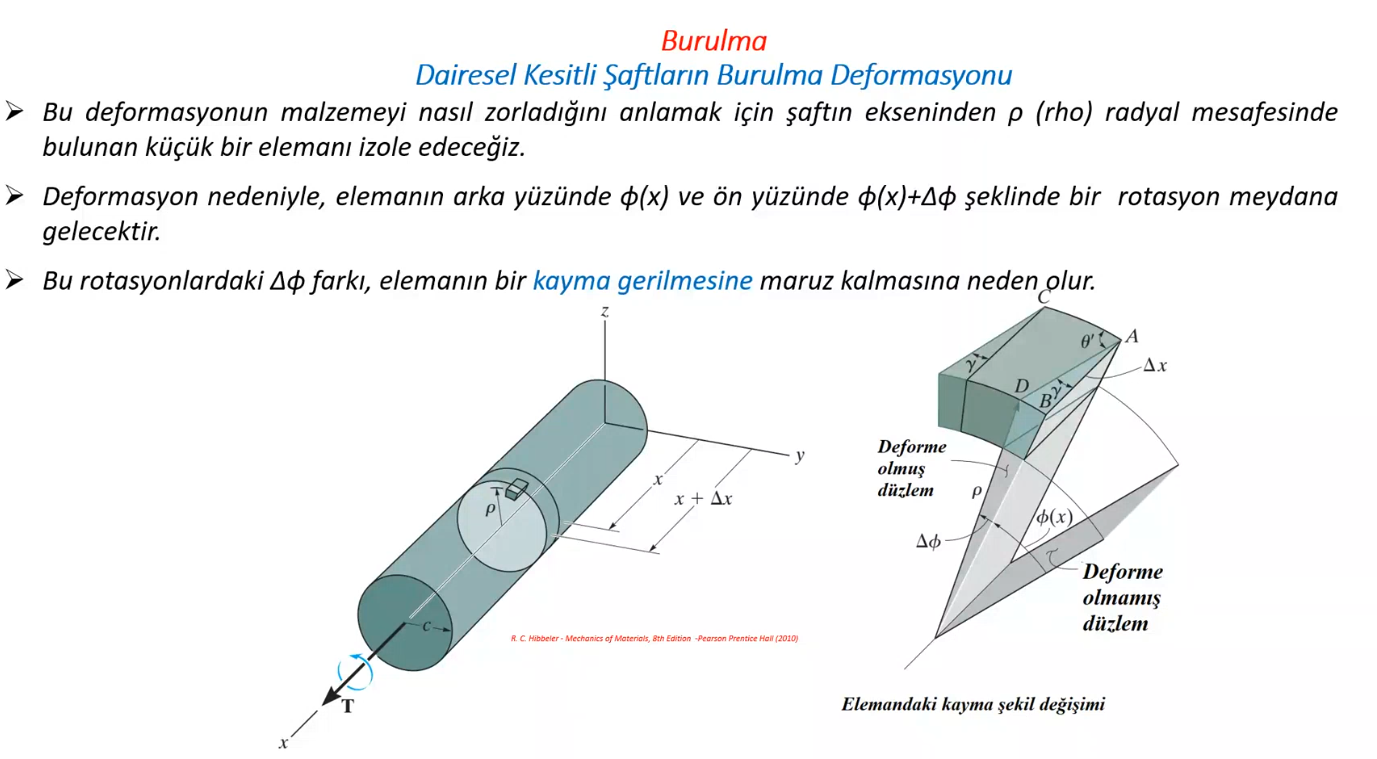 Burulma
Dairesel Kesitli Şaftların Burulma Deformasyonu
➢ Bu deformasyonun malzemeyi nasıl zorladığını anlamak için şaftın ekseninden ρ (rho) radyal mesafesinde
bulunan küçük bir elemanı izole edeceğiz.
➢ Deformasyon nedeniyle, elemanın arka yüzünde ϕ(x) ve ön yüzünde ϕ(x)+Δϕ şeklinde bir rotasyon meydana
gelecektir.
➢ Bu rotasyonlardaki Δϕ farkı, elemanın bir kayma gerilmesine maruz kalmasına neden olur.
z
y
x
x + Δx
ρ
c
T
x
R. C. Hibbeler - Mechanics of Materials, 8th Edition -Pearson Prentice Hall (2010)
C
θ'
A
γ
Δx
D
γ
B
Deforme
olmuş
düzlem
ρ
ϕ(x)
Δϕ
Deforme
olmamış
düzlem
Elemandaki kayma şekil değişimi